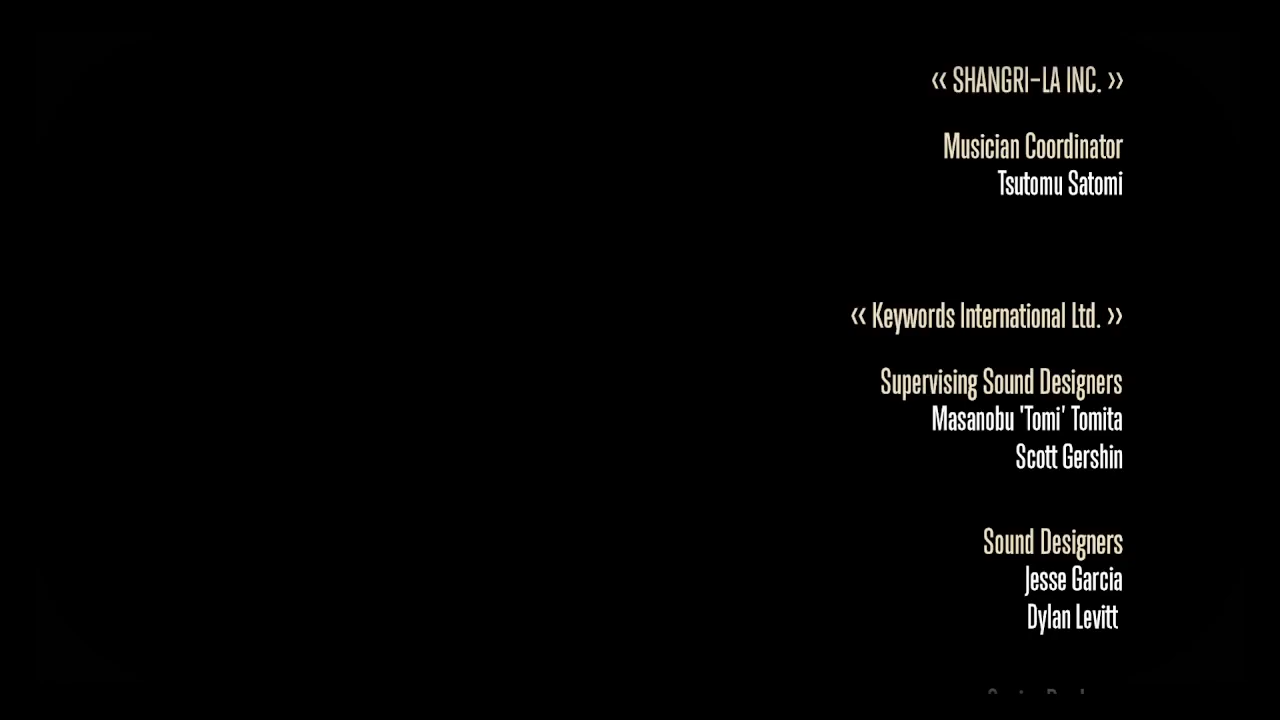 << SHANGRI-LA INC. >>
Musician Coordinator
Tsutomu Satomi
<< Keywords International Ltd. >>
Supervising Sound Designers
Masanobu 'Tomi' Tomita
Scott Gershin
Sound Designers
Jesse Garcia
Dylan Levitt